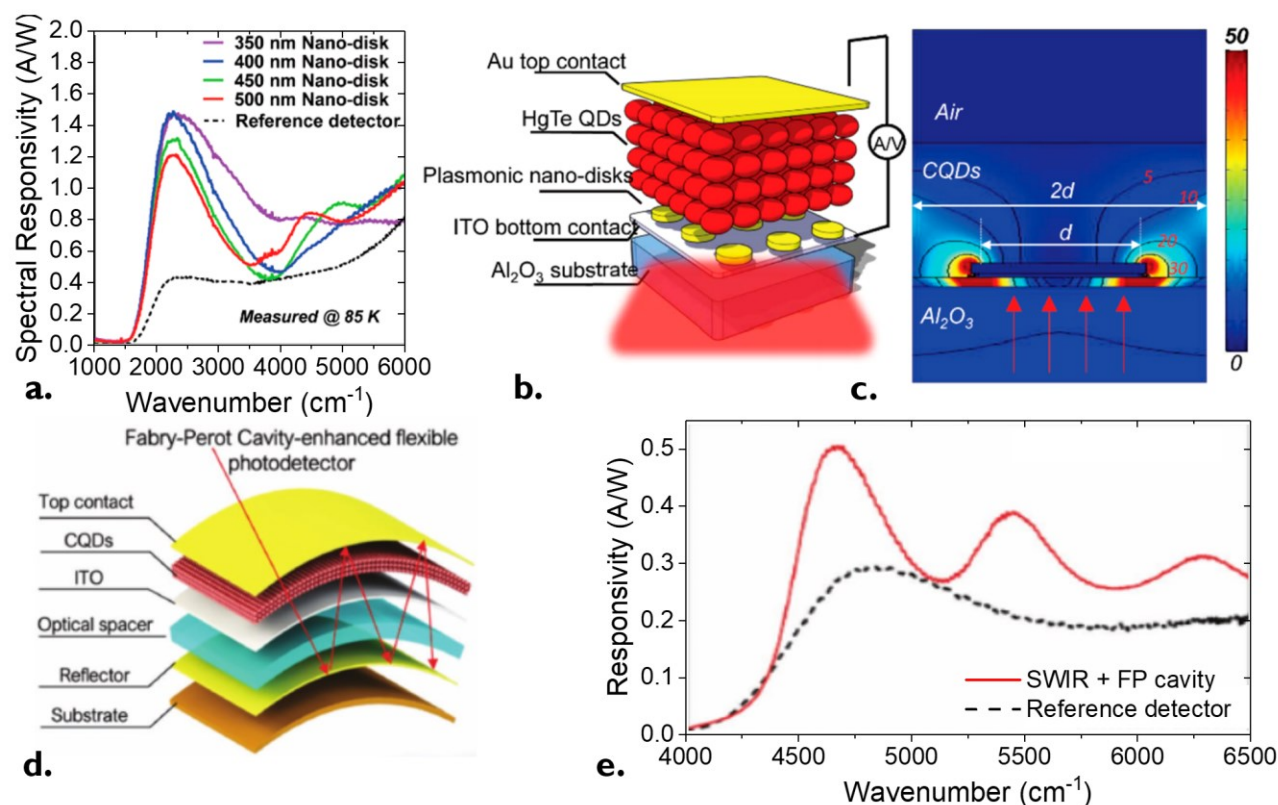 Spectral Responsivity (A/W)
2.0
1.8
1.6
1.4
1.2
1.0
0.8
0.6
0.4
0.2
0.0
1000 2000 3000 4000 5000 6000
Wavenumber (cm⁻¹)
350 nm Nano-disk
400 nm Nano-disk
450 nm Nano-disk
500 nm Nano-disk
Reference detector
Measured @ 85 K
a.
Au top contact
HgTe QDs
Plasmonic nano-disks
ITO bottom contact
Al₂O₃ substrate
A/V
b.
Air
CQDs
5
10
2d
d
20
30
Al₂O₃
50
0
c.
Fabry-Perot Cavity-enhanced flexible
photodetector
Top contact
CQDs
ITO
Optical spacer
Reflector
Substrate
d.
Responsivity (A/W)
0.5
0.4
0.3
0.2
0.1
0.0
SWIR + FP cavity
Reference detector
4000 4500 5000 5500 6000 6500
Wavenumber (cm⁻¹)
e.